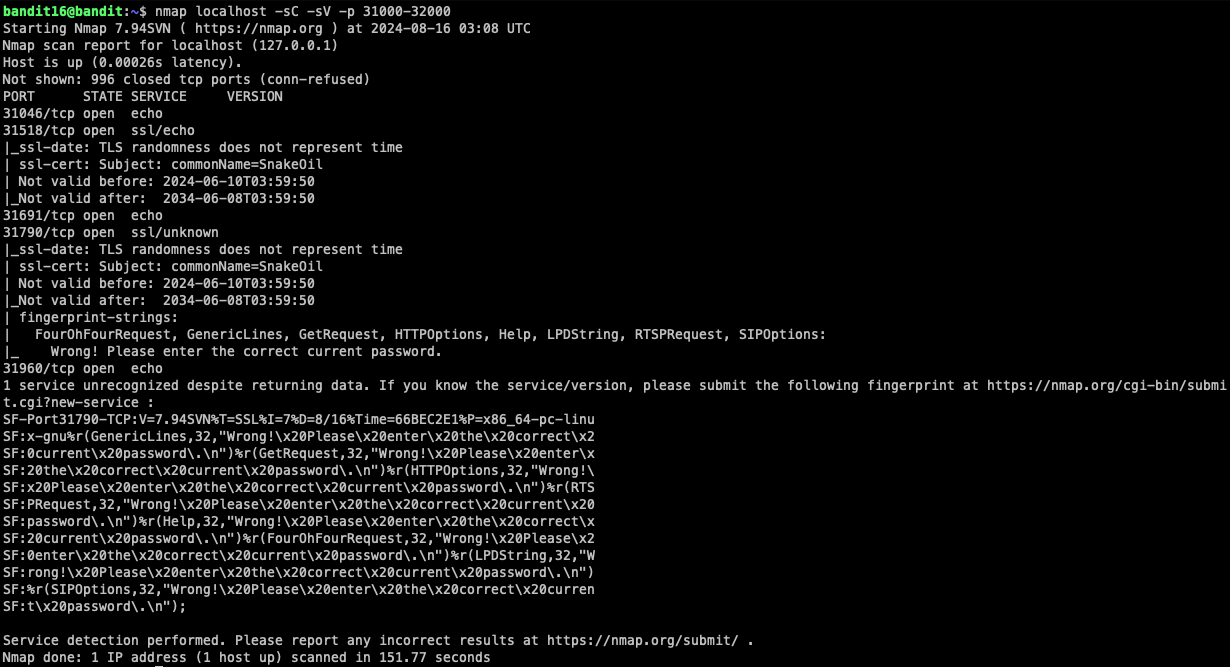 bandit16@bandit:~$ nmap localhost -sC -sV -p 31000-32000
Starting Nmap 7.94SVN ( https://nmap.org ) at 2024-08-16 03:08 UTC
Nmap scan report for localhost (127.0.0.1)
Host is up (0.00026s latency).
Not shown: 996 closed tcp ports (conn-refused)
PORT      STATE SERVICE     VERSION
31046/tcp open  echo
31518/tcp open  ssl/echo
|_ssl-date: TLS randomness does not represent time
| ssl-cert: Subject: commonName=SnakeOil
| Not valid before: 2024-06-10T03:59:50
|_Not valid after:  2034-06-08T03:59:50
31691/tcp open  echo
31790/tcp open  ssl/unknown
|_ssl-date: TLS randomness does not represent time
| ssl-cert: Subject: commonName=SnakeOil
| Not valid before: 2024-06-10T03:59:50
|_Not valid after:  2034-06-08T03:59:50
| fingerprint-strings:
|   FourOhFourRequest, GenericLines, GetRequest, HTTPOptions, Help, LPDString, RTSPRequest, SIPOptions:
|_    Wrong! Please enter the correct current password.
31960/tcp open  echo
1 service unrecognized despite returning data. If you know the service/version, please submit the following fingerprint at https://nmap.org/cgi-bin/submi
t.cgi?new-service :
SF-Port31790-TCP:V=7.94SVN%T=SSL%I=7%D=8/16%Time=66BEC2E1%P=x86_64-pc-linu
SF:x-gnu%r(GenericLines,32,"Wrong!\x20Please\x20enter\x20the\x20correct\x2
SF:0current\x20password\.\n")%r(GetRequest,32,"Wrong!\x20Please\x20enter\x
SF:20the\x20correct\x20current\x20password\.\n")%r(HTTPOptions,32,"Wrong!\
SF:x20Please\x20enter\x20the\x20correct\x20current\x20password\.\n")%r(RTS
SF:PRequest,32,"Wrong!\x20Please\x20enter\x20the\x20correct\x20current\x20
SF:password\.\n")%r(Help,32,"Wrong!\x20Please\x20enter\x20the\x20correct\x
SF:20current\x20password\.\n")%r(FourOhFourRequest,32,"Wrong!\x20Please\x2
SF:0enter\x20the\x20correct\x20current\x20password\.\n")%r(LPDString,32,"W
SF:rong!\x20Please\x20enter\x20the\x20correct\x20current\x20password\.\n")
SF:%r(SIPOptions,32,"Wrong!\x20Please\x20enter\x20the\x20correct\x20curren
SF:t\x20password\.\n");
Service detection performed. Please report any incorrect results at https://nmap.org/submit/ .
Nmap done: 1 IP address (1 host up) scanned in 151.77 seconds